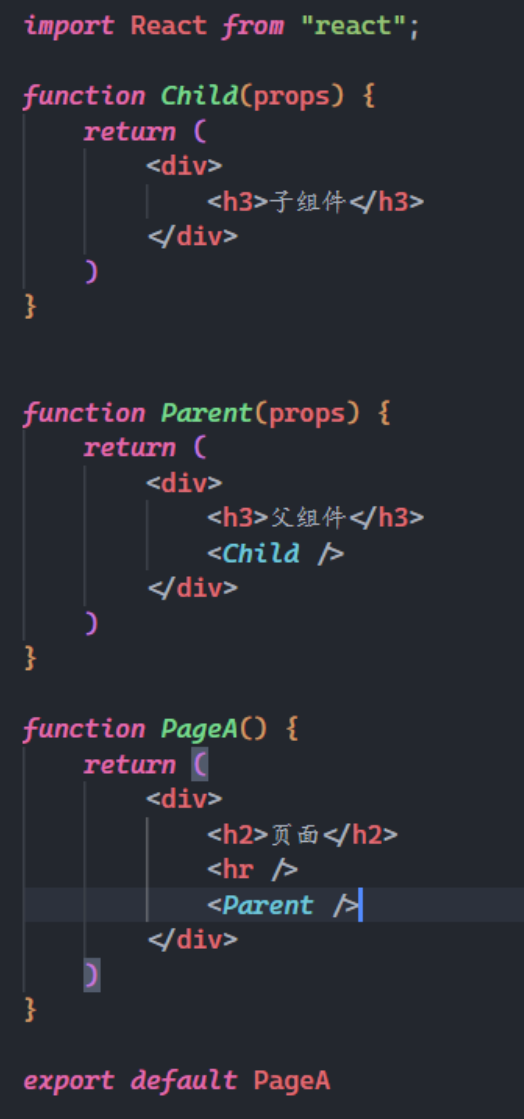 import React from "react";
function Child(props) {
return (
<div>
<h3>子组件</h3>
</div>
)
}
function Parent(props) {
return (
<div>
<h3>父组件</h3>
<Child />
</div>
)
}
function PageA() {
return (
<div>
<h2>页面</h2>
<hr />
<Parent />
</div>
)
}
export default PageA